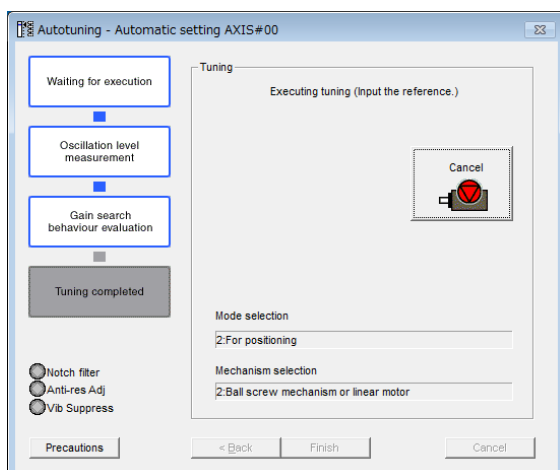 Autotuning - Automatic setting AXIS#00
Waiting for execution
Oscillation level
measurement
Gain search
behaviour evaluation
Tuning completed
Notch filter
Anti-res Adj
Vib Suppress
Precautions
Tuning
Executing tuning (Input the reference.)
Cancel
Mode selection
2:For positioning
Mechanism selection
2:Ball screw mechanism or linear motor
< Back
Finish
Cancel